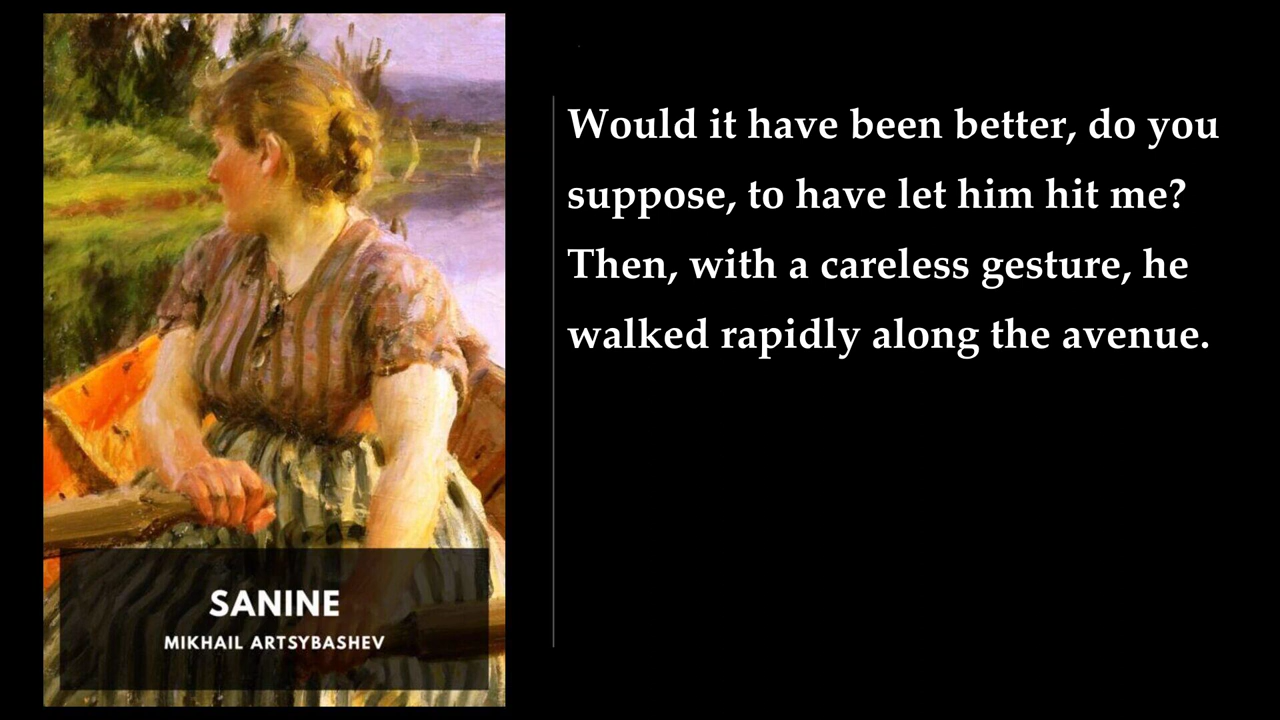 SANINE
MIKHAIL ARTSYBASHEV
Would it have been better, do you
suppose, to have let him hit me?
Then, with a careless gesture, he
walked rapidly along the avenue.